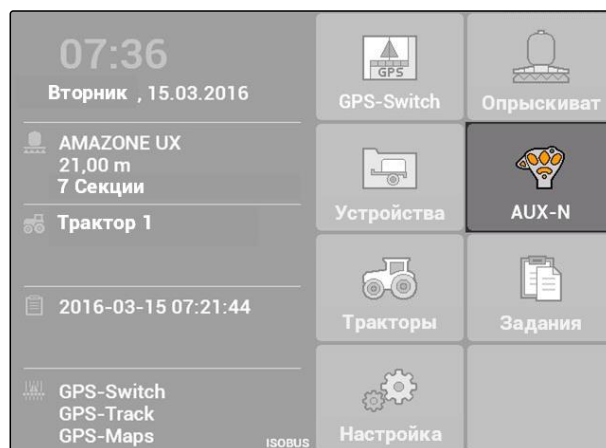 07:36
Вторник , 15.03.2016
AMAZONE UX
21,00 m
7 Секции
Трактор 1
2016-03-15 07:21:44
GPS-Switch
GPS-Track
GPS-Maps
ISOBUS
GPS
GPS-Switch
Опрыскиват
Устройства
AUX-N
Тракторы
Задания
Настройка